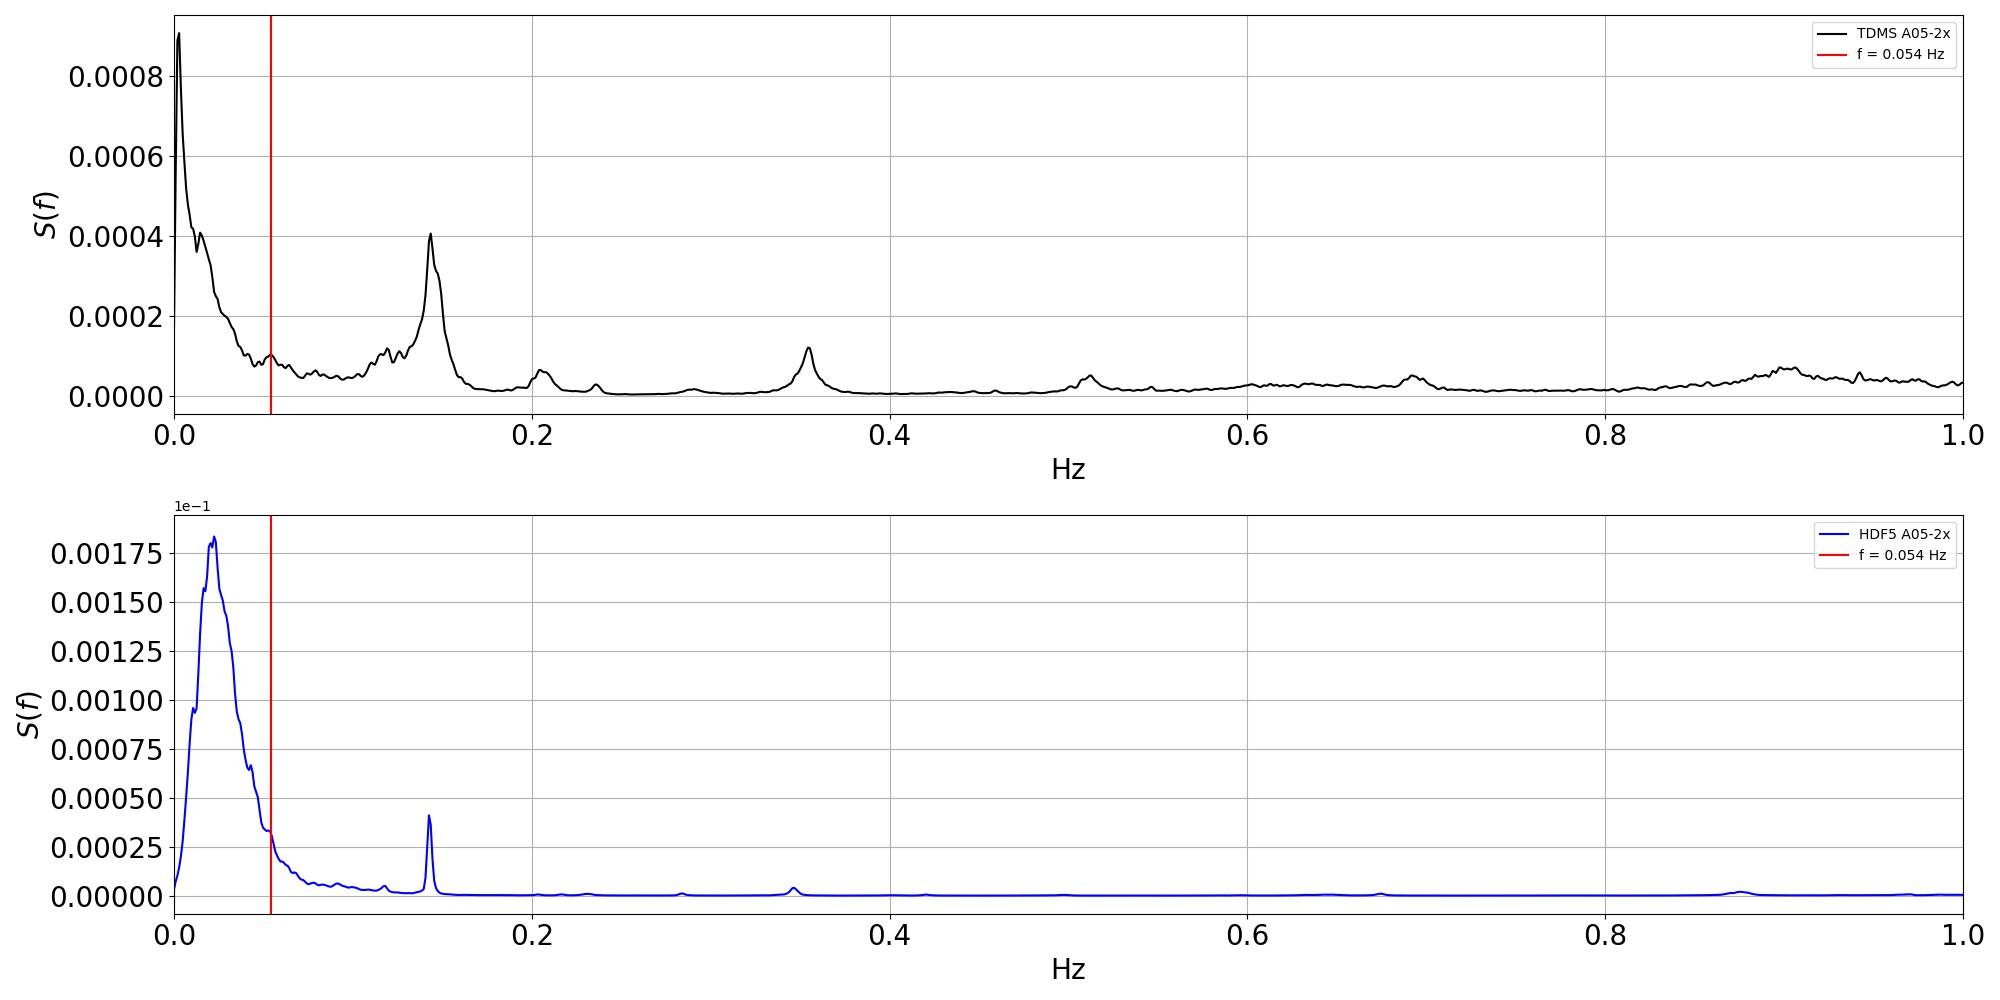 TDMS A05-2x
f = 0.054 Hz
0.0008
0.0006
0.0004
0.0002
0.0000
S(f)
0.0 0.2 0.4 0.6 0.8 1.0
Hz
1e−1
HDF5 A05-2x
f = 0.054 Hz
0.00175
0.00150
0.00125
0.00100
0.00075
0.00050
0.00025
0.00000
S(f)
0.0 0.2 0.4 0.6 0.8 1.0
Hz